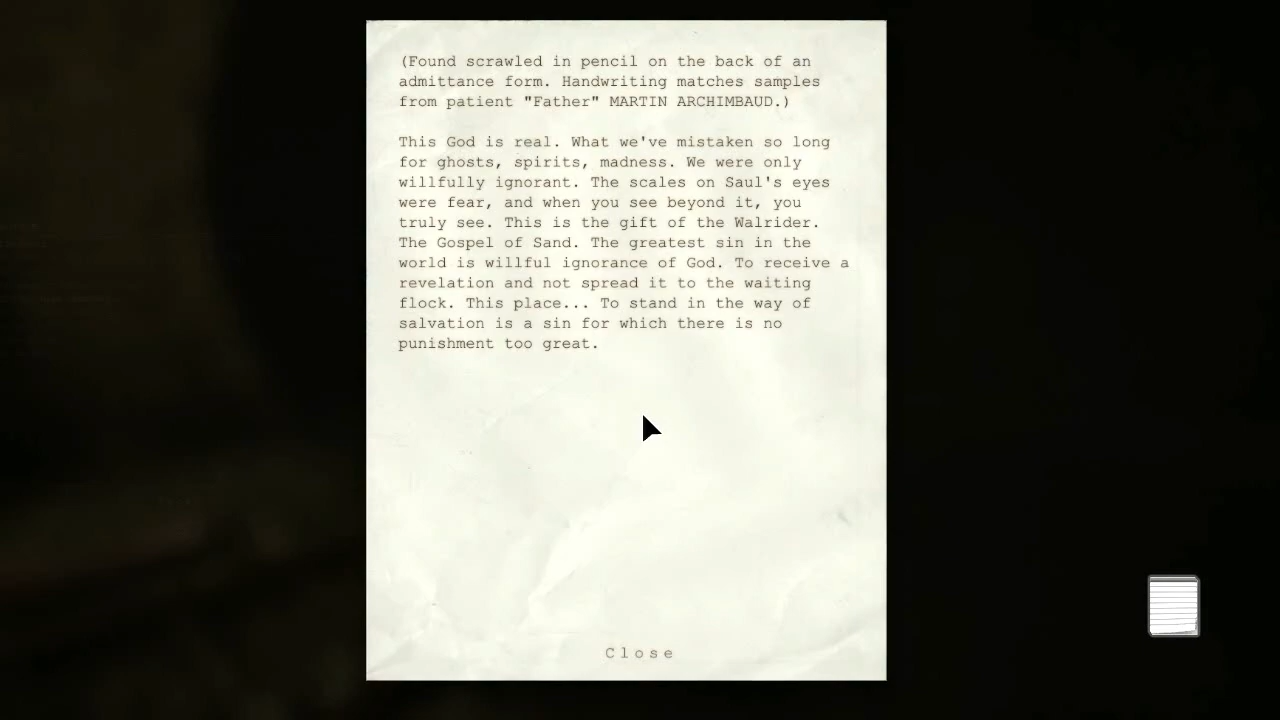 (Found scrawled in pencil on the back of an
admittance form. Handwriting matches samples
from patient "Father" MARTIN ARCHIMBAUD.)
This God is real. What we've mistaken so long
for ghosts, spirits, madness. We were only
willfully ignorant. The scales on Saul's eyes
were fear, and when you see beyond it, you
truly see. This is the gift of the Walrider.
The Gospel of Sand. The greatest sin in the
world is willful ignorance of God. To receive a
revelation and not spread it to the waiting
flock. This place... To stand in the way of
salvation is a sin for which there is no
punishment too great.
Close